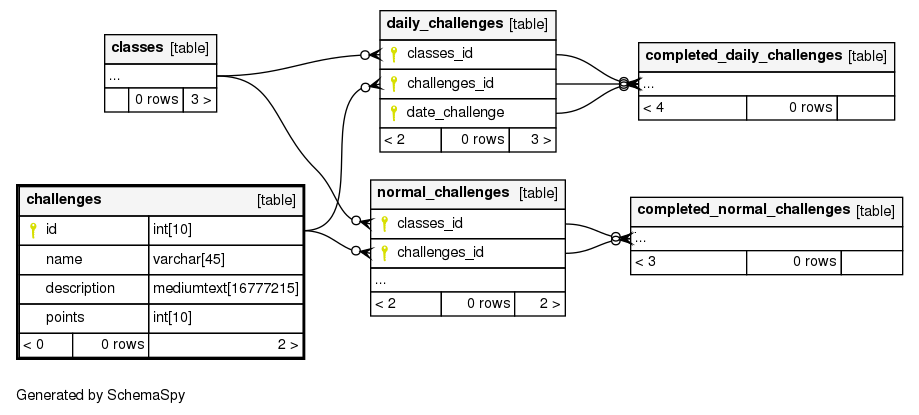 classes [table]
...
0 rows 3 >
challenges [table]
id int[10]
name varchar[45]
description mediumtext[16777215]
points int[10]
< 0 0 rows 2 >
daily_challenges [table]
classes_id
challenges_id
date_challenge
< 2 0 rows 3 >
normal_challenges [table]
classes_id
challenges_id
...
< 2 0 rows 2 >
completed_daily_challenges [table]
...
< 4 0 rows
completed_normal_challenges [table]
...
< 3 0 rows
Generated by SchemaSpy